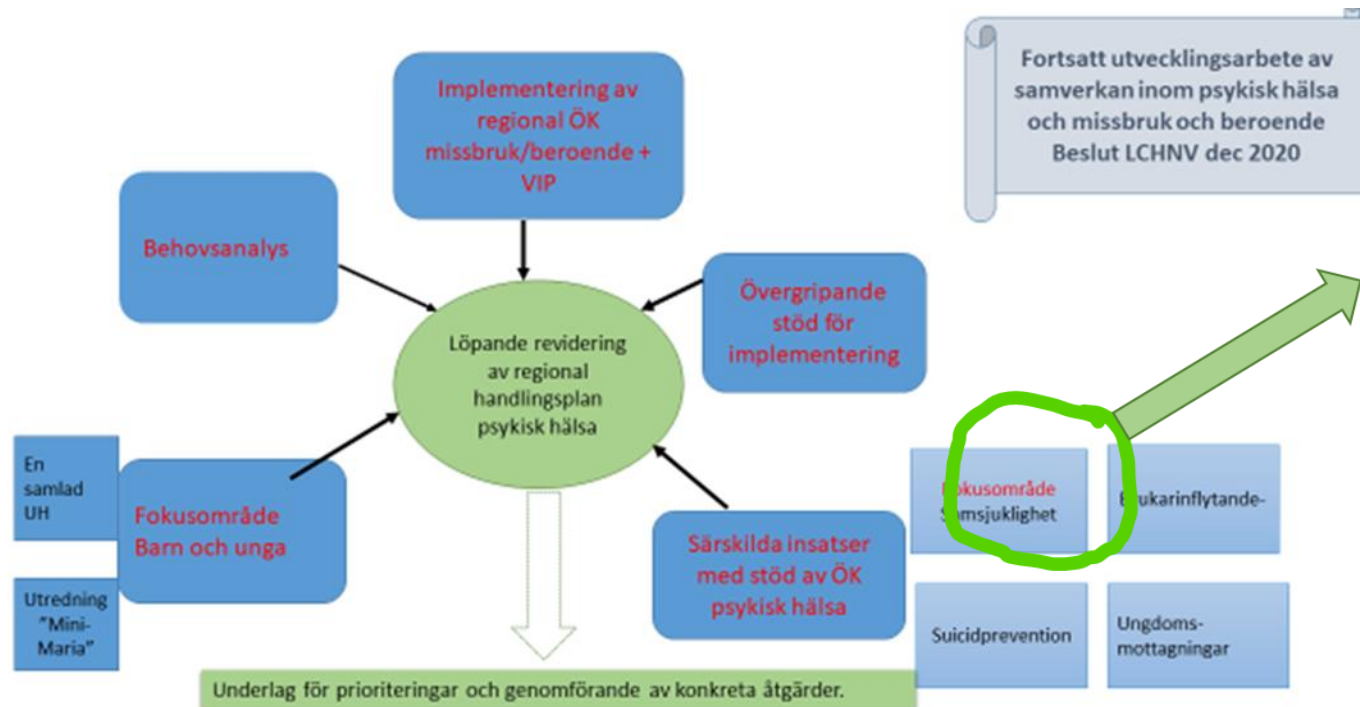 Fortsatt utvecklingsarbete av
samverkan inom psykisk hälsa
och missbruk och beroende
Beslut LCHNV dec 2020
Implementering av
regional ÖK
missbruk/beroende +
VIP
Behovsanalys
Övergripande
stöd för
implementering
Löpande revidering
av regional
handlingsplan
psykisk hälsa
En
samlad
UH
Fokusområde
Barn och unga
Utredning
"Mini-
Maria"
Särskilda insatser
med stöd av ÖK
psykisk hälsa
Fokusområde
Samsjuklighet
Brukarinflytande-
Suicidprevention
Ungdoms-
mottagningar
Underlag för prioriteringar och genomförande av konkreta åtgärder.